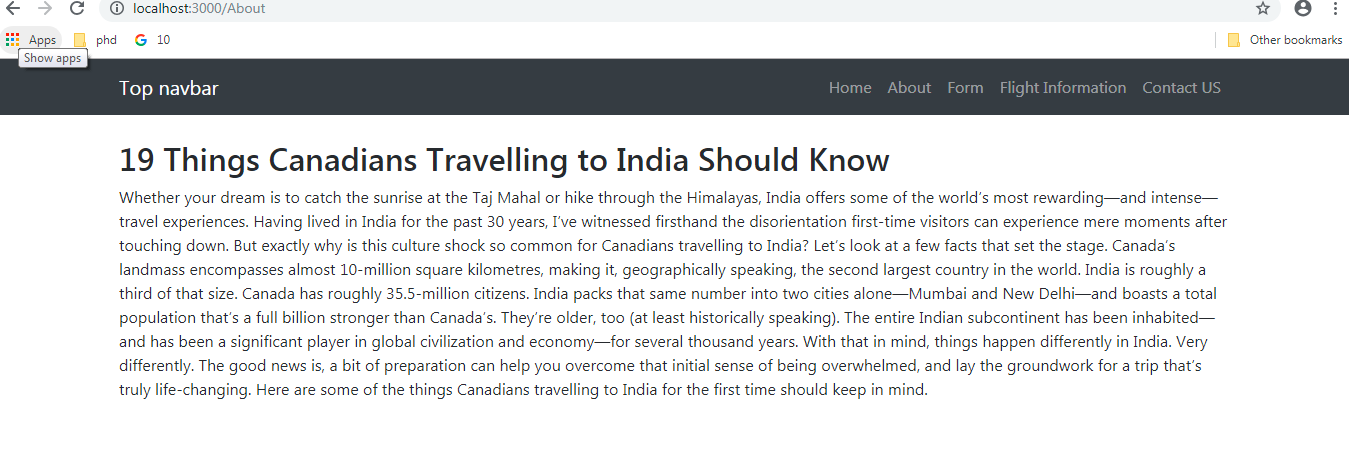 localhost:3000/About
Apps phd 10 Other bookmarks
Show apps
Top navbar Home About Form Flight Information Contact US
19 Things Canadians Travelling to India Should Know
Whether your dream is to catch the sunrise at the Taj Mahal or hike through the Himalayas, India offers some of the world’s most rewarding—and intense—
travel experiences. Having lived in India for the past 30 years, I’ve witnessed firsthand the disorientation first-time visitors can experience mere moments after
touching down. But exactly why is this culture shock so common for Canadians travelling to India? Let’s look at a few facts that set the stage. Canada’s
landmass encompasses almost 10-million square kilometres, making it, geographically speaking, the second largest country in the world. India is roughly a
third of that size. Canada has roughly 35.5-million citizens. India packs that same number into two cities alone—Mumbai and New Delhi—and boasts a total
population that’s a full billion stronger than Canada’s. They’re older, too (at least historically speaking). The entire Indian subcontinent has been inhabited—
and has been a significant player in global civilization and economy—for several thousand years. With that in mind, things happen differently in India. Very
differently. The good news is, a bit of preparation can help you overcome that initial sense of being overwhelmed, and lay the groundwork for a trip that’s
truly life-changing. Here are some of the things Canadians travelling to India for the first time should keep in mind.